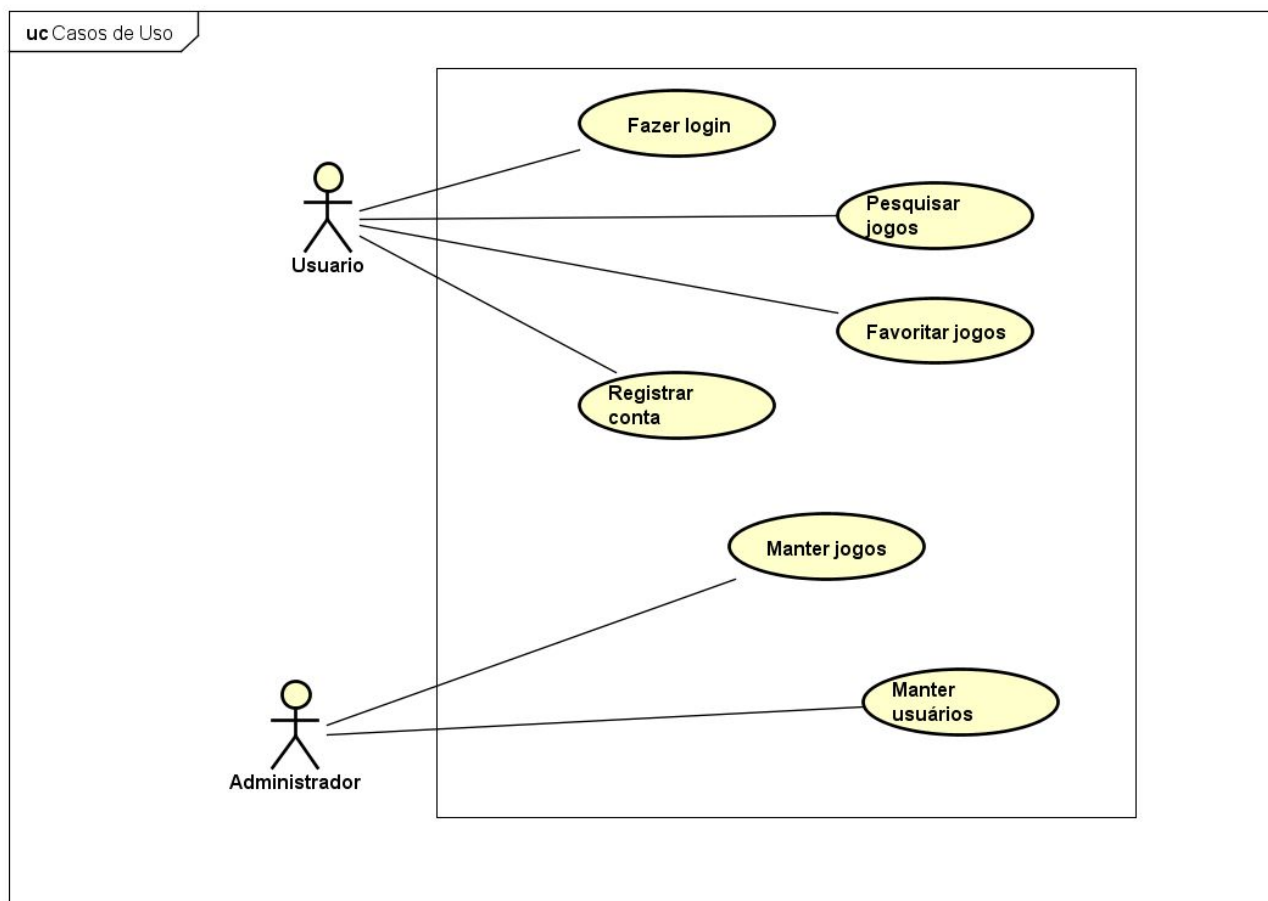 uc Casos de Uso
Fazer login
Pesquisar
jogos
Usuario
Favoritar jogos
Registrar
conta
Manter jogos
Manter
usuários
Administrador